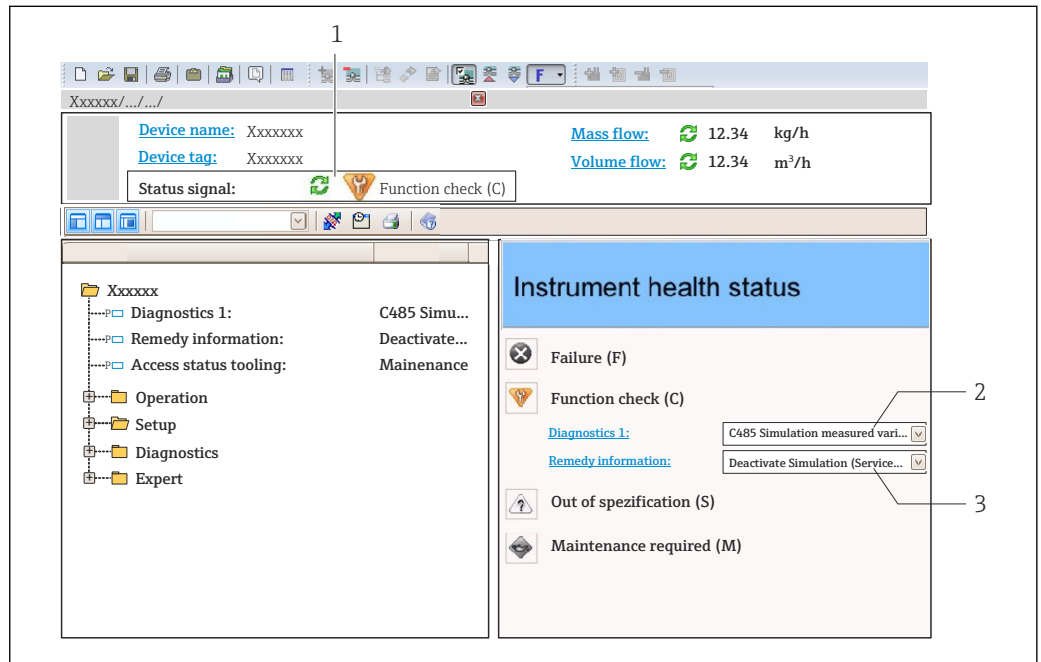 1
F
Xxxxxx/.../.../
Device name: Xxxxxxx
Mass flow: 12.34 kg/h
Device tag: Xxxxxxx
Volume flow: 12.34 m³/h
Status signal: Function check (C)
Xxxxxx
Diagnostics 1: C485 Simu...
Remedy information: Deactivate...
Access status tooling: Mainenance
Operation
Setup
Diagnostics
Expert
Instrument health status
Failure (F)
Function check (C)
2
Diagnostics 1: C485 Simulation measured vari...
Remedy information: Deactivate Simulation (Service...
3
Out of spezification (S)
Maintenance required (M)